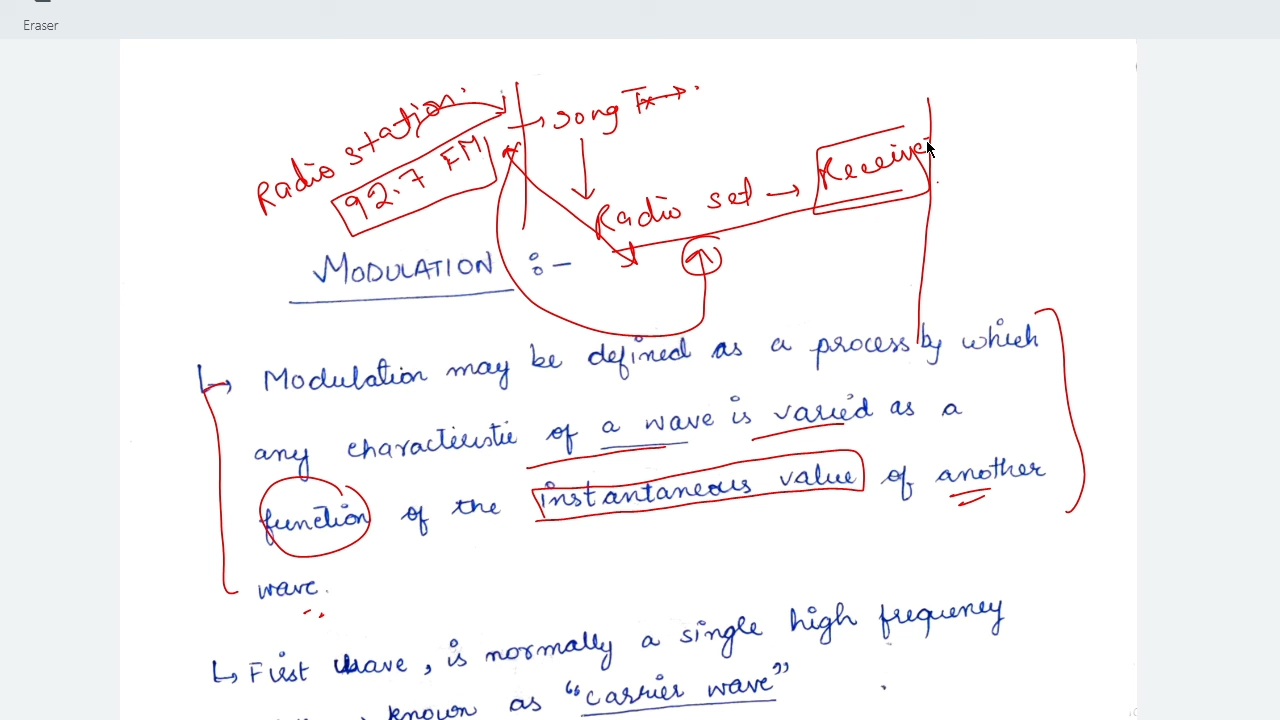 Eraser
Radio station.
92.7 FM
→ song Tx→.
Radio set → Receiver
MODULATION :-
↳ Modulation may be defined as a process by which
any characteristic of a wave is varied as a
function of the instantaneous value of another
wave.
↳ First wave, is normally a single high frequency
known as "carrier wave"